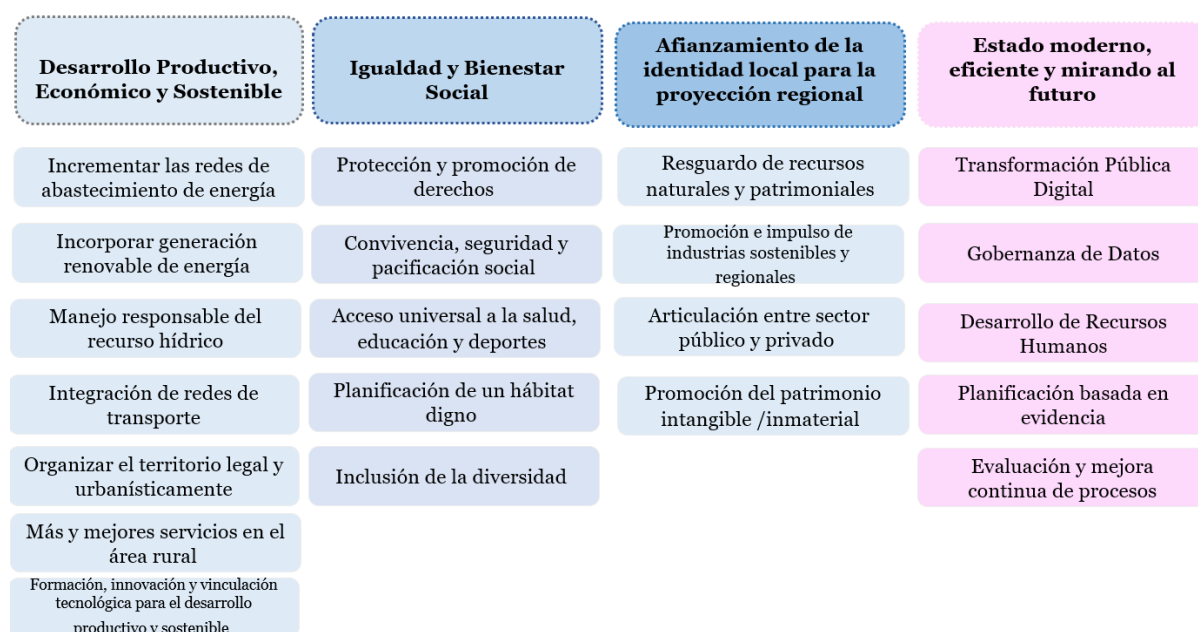 Desarrollo Productivo,
Económico y Sostenible
Incrementar las redes de
abastecimiento de energía
Incorporar generación
renovable de energía
Manejo responsable del
recurso hídrico
Integración de redes de
transporte
Organizar el territorio legal y
urbanísticamente
Más y mejores servicios en el
área rural
Formación, innovación y vinculación
tecnológica para el desarrollo
productivo y sostenible
Igualdad y Bienestar
Social
Protección y promoción de
derechos
Convivencia, seguridad y
pacificación social
Acceso universal a la salud,
educación y deportes
Planificación de un hábitat
digno
Inclusión de la diversidad
Afianzamiento de la
identidad local para la
proyección regional
Resguardo de recursos
naturales y patrimoniales
Promoción e impulso de
industrias sostenibles y
regionales
Articulación entre sector
público y privado
Promoción del patrimonio
intangible /inmaterial
Estado moderno,
eficiente y mirando al
futuro
Transformación Pública
Digital
Gobernanza de Datos
Desarrollo de Recursos
Humanos
Planificación basada en
evidencia
Evaluación y mejora
continua de procesos